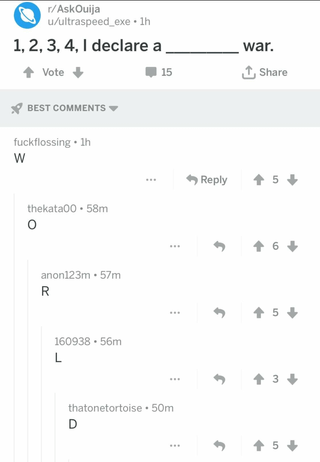 r/AskOuija
u/ultraspeed_exe • 1h
1, 2, 3, 4, I declare a ________ war.
Vote 15 Share
BEST COMMENTS
fuckflossing • 1h
W
... Reply 5
thekata00 • 58m
O
... 6
anon123m • 57m
R
... 5
160938 • 56m
L
... 3
thatonetortoise • 50m
D
... 5